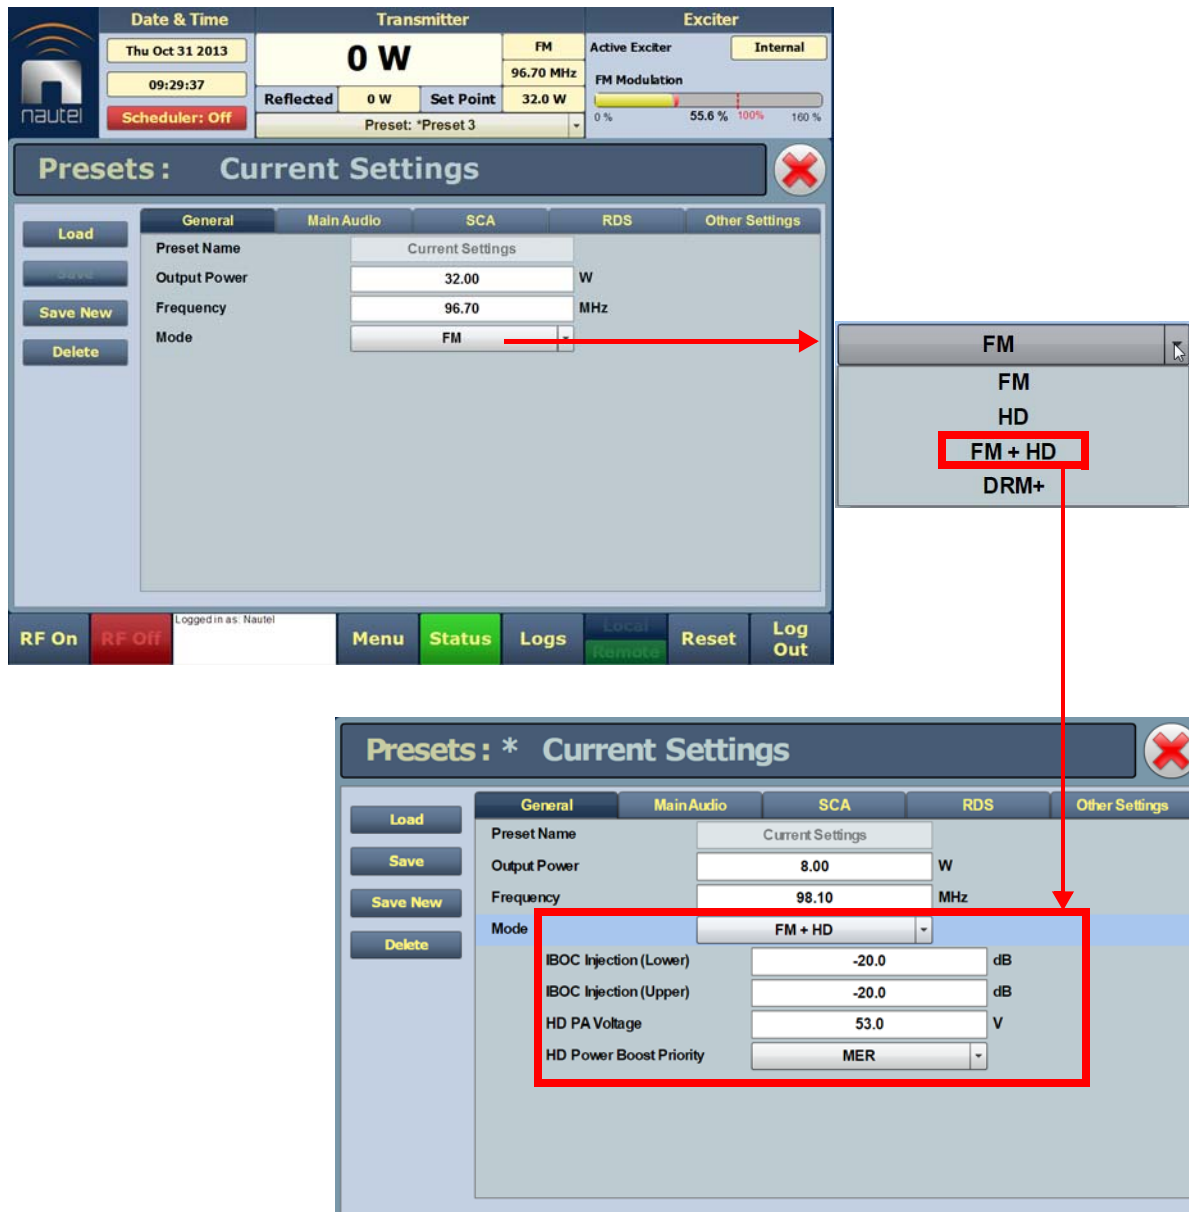 Date & Time
Transmitter
Exciter
nautel
Thu Oct 31 2013
09:29:37
Scheduler: Off
0 W
FM
96.70 MHz
Reflected
0 W
Set Point
32.0 W
Preset: *Preset 3
Active Exciter
Internal
FM Modulation
0 %
55.6 %
100%
160 %
Presets: Current Settings
Load
Save
Save New
Delete
General
Main Audio
SCA
RDS
Other Settings
Preset Name
Current Settings
Output Power
32.00
W
Frequency
96.70
MHz
Mode
FM
RF On
RF Off
Logged in as: Nautel
Menu
Status
Logs
Local
Remote
Reset
Log
Out
FM
FM
HD
FM + HD
DRM+
Presets: * Current Settings
Load
Save
Save New
Delete
General
Main Audio
SCA
RDS
Other Settings
Preset Name
Current Settings
Output Power
8.00
W
Frequency
98.10
MHz
Mode
FM + HD
IBOC Injection (Lower)
-20.0
dB
IBOC Injection (Upper)
-20.0
dB
HD PA Voltage
53.0
V
HD Power Boost Priority
MER